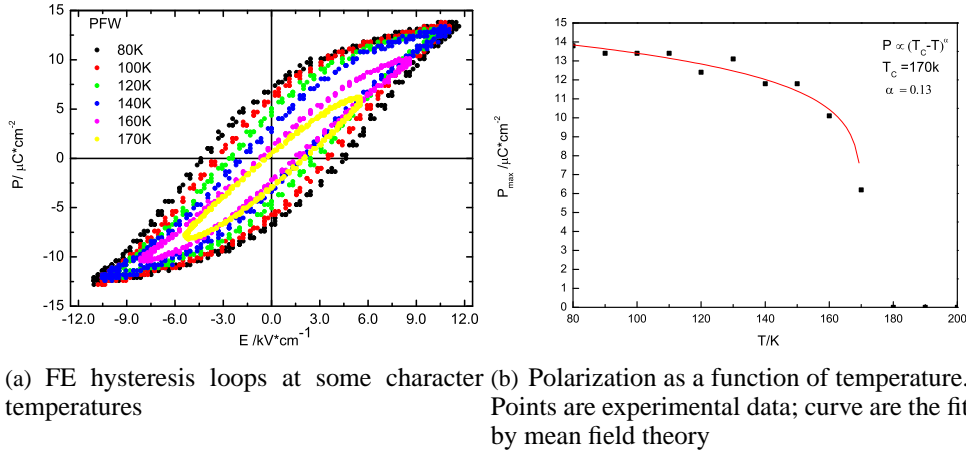 PFW
80K
100K
120K
140K
160K
170K
15
10
5
0
-5
-10
-15
P/ μC*cm-2
-12.0 -9.0 -6.0 -3.0 0.0 3.0 6.0 9.0 12.0
E /kV*cm-1
15
14
13
12
11
10
9
8
7
6
5
4
3
2
1
0
Pmax /μC*cm-2
P ∝ (TC-T)α
TC =170k
α = 0.13
80 100 120 140 160 180 200
T/K
(a) FE hysteresis loops at some character
temperatures
(b) Polarization as a function of temperature.
Points are experimental data; curve are the fit
by mean field theory